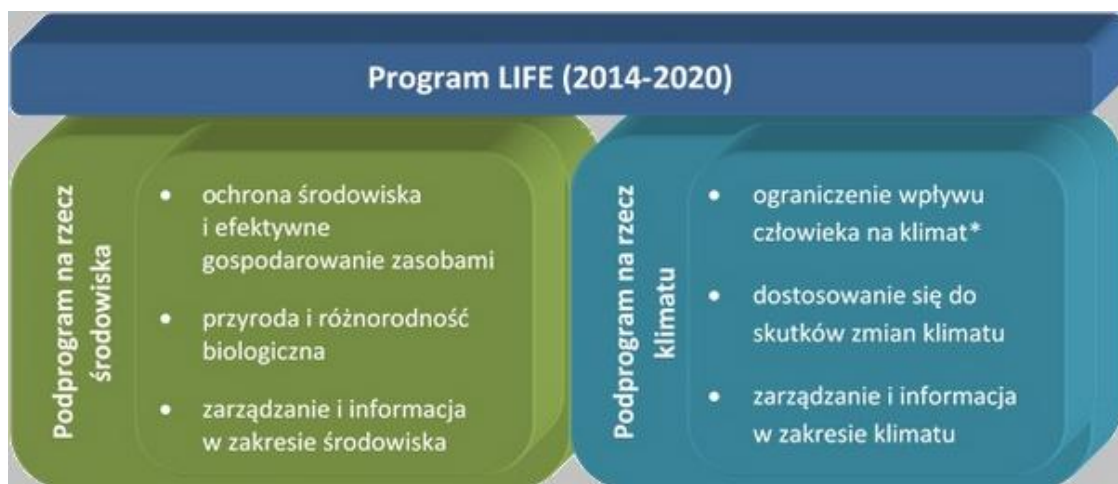 Program LIFE (2014-2020)
Podprogram na rzecz
środowiska
• ochrona środowiska
i efektywne
gospodarowanie zasobami
• przyroda i różnorodność
biologiczna
• zarządzanie i informacja
w zakresie środowiska
Podprogram na rzecz
klimatu
• ograniczenie wpływu
człowieka na klimat*
• dostosowanie się do
skutków zmian klimatu
• zarządzanie i informacja
w zakresie klimatu